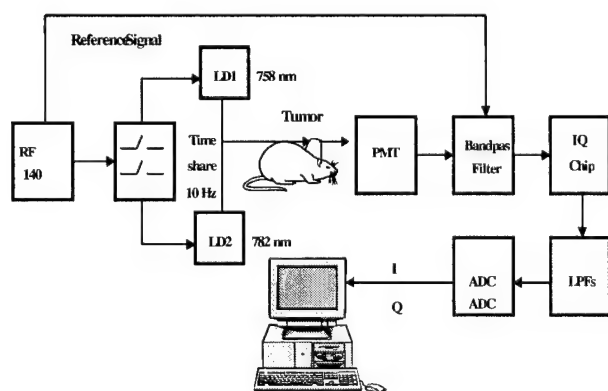 ReferenceSignal
LD1
758 nm
Tumor
RF
140
Time
share
10 Hz
PMT
Bandpas
Filter
IQ
Chip
LD2
782 nm
I
Q
ADC
ADC
LPFs